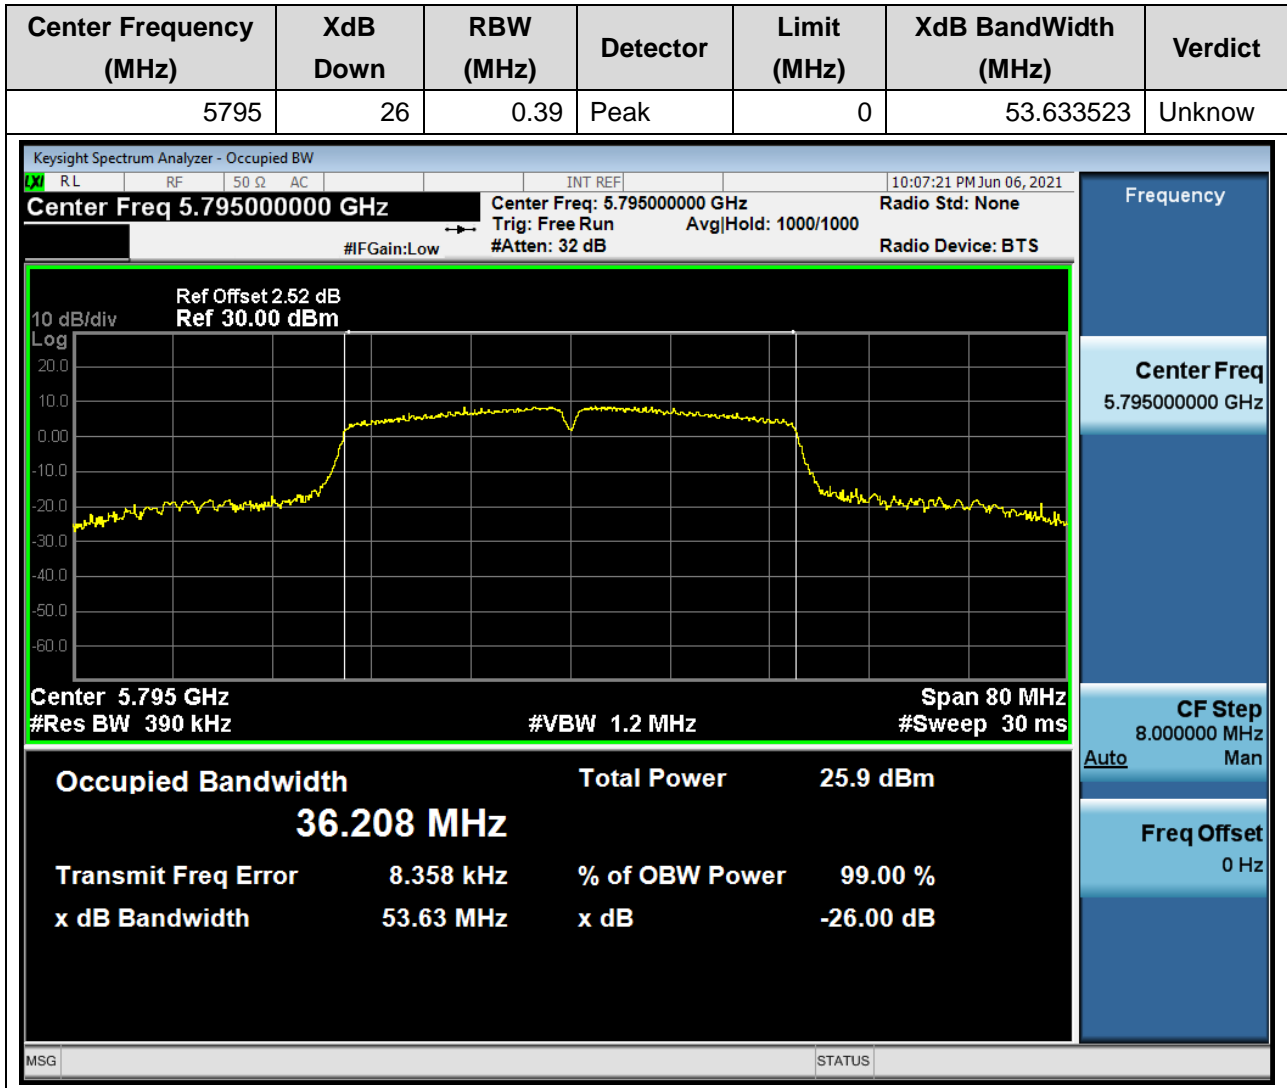 Center Frequency (MHz) XdB Down RBW (MHz) Detector Limit (MHz) XdB BandWidth (MHz) Verdict
5795 26 0.39 Peak 0 53.633523 Unknow
Keysight Spectrum Analyzer - Occupied BW
LXI RL RF 50 Ω AC INT REF 10:07:21 PM Jun 06, 2021
Center Freq 5.795000000 GHz
Center Freq: 5.795000000 GHz
Radio Std: None
Trig: Free Run Avg|Hold: 1000/1000
#IFGain:Low
#Atten: 32 dB
Radio Device: BTS
Ref Offset 2.52 dB
10 dB/div Ref 30.00 dBm
Log
20.0
10.0
0.00
-10.0
-20.0
-30.0
-40.0
-50.0
-60.0
Center 5.795 GHz Span 80 MHz
#Res BW 390 kHz #VBW 1.2 MHz #Sweep 30 ms
Occupied Bandwidth Total Power 25.9 dBm
36.208 MHz
Transmit Freq Error 8.358 kHz % of OBW Power 99.00 %
x dB Bandwidth 53.63 MHz x dB -26.00 dB
Frequency
Center Freq
5.795000000 GHz
CF Step
8.000000 MHz
Auto Man
Freq Offset
0 Hz
MSG STATUS